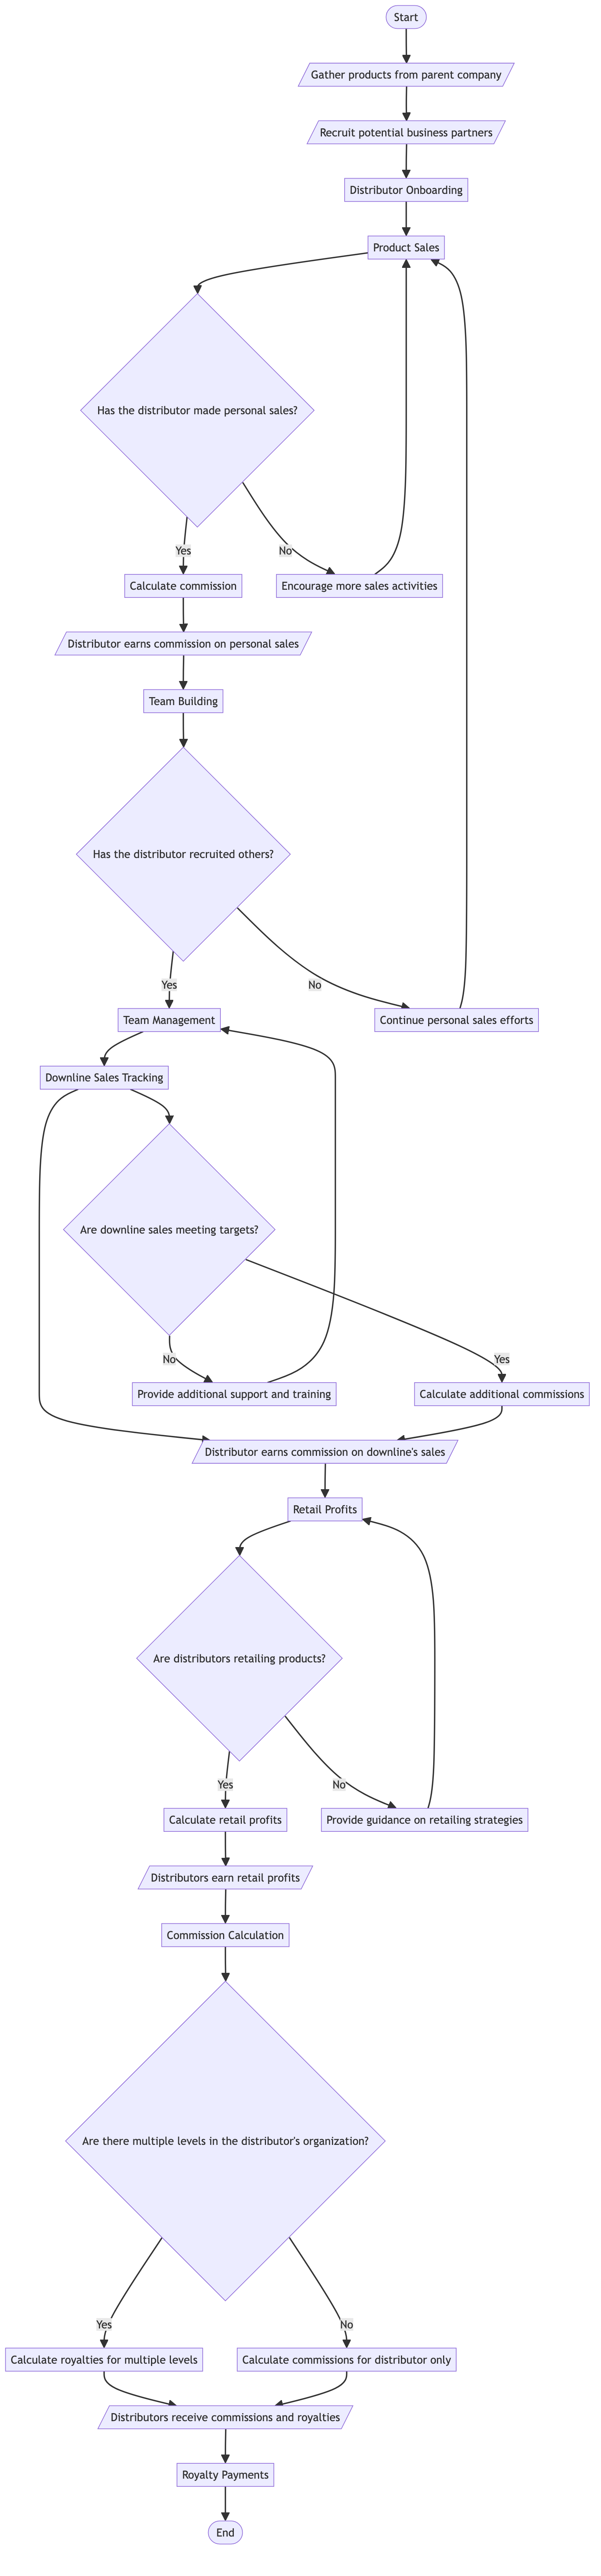 Start
Gather products from parent company
Recruit potential business partners
Distributor Onboarding
Product Sales
Has the distributor made personal sales?
Yes
No
Calculate commission
Encourage more sales activities
Distributor earns commission on personal sales
Team Building
Has the distributor recruited others?
Yes
No
Team Management
Continue personal sales efforts
Downline Sales Tracking
Are downline sales meeting targets?
No
Yes
Provide additional support and training
Calculate additional commissions
Distributor earns commission on downline's sales
Retail Profits
Are distributors retailing products?
Yes
No
Calculate retail profits
Provide guidance on retailing strategies
Distributors earn retail profits
Commission Calculation
Are there multiple levels in the distributor's organization?
Yes
No
Calculate royalties for multiple levels
Calculate commissions for distributor only
Distributors receive commissions and royalties
Royalty Payments
End